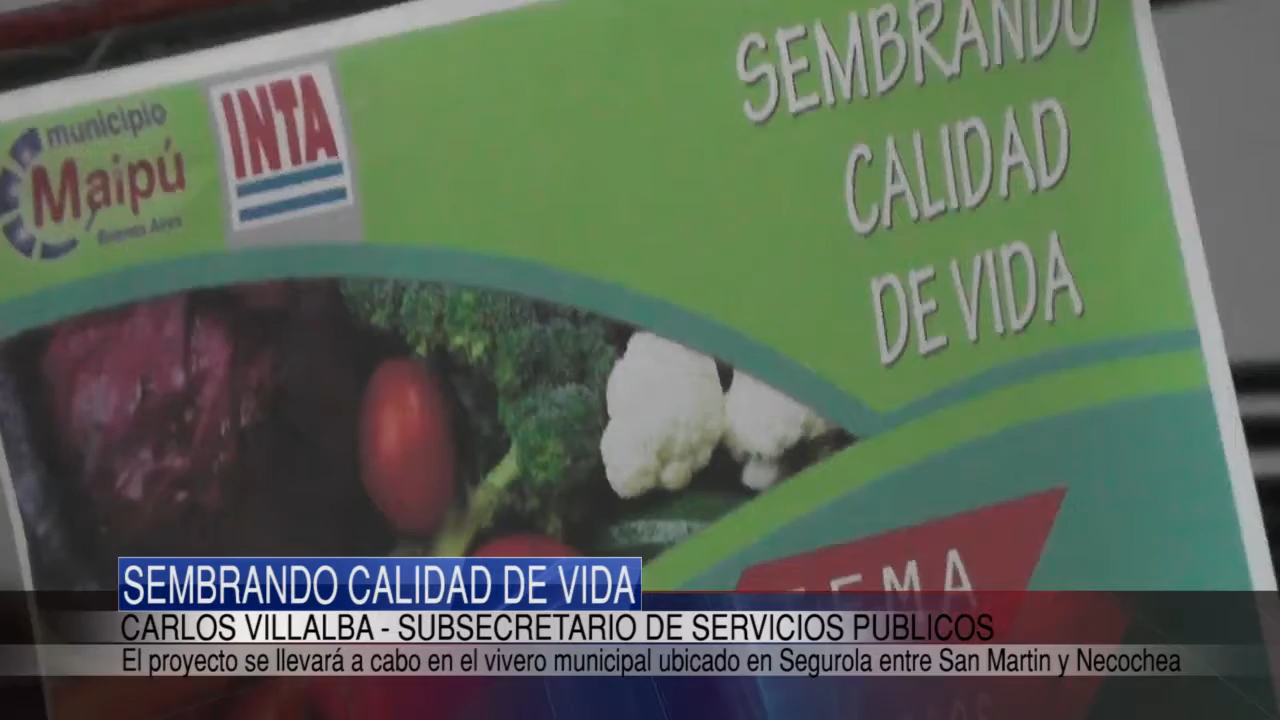 SEMBRANDO
CALIDAD
DE VIDA
municipio
Maipú
Buenos Aires
INTA
SEMBRANDO CALIDAD DE VIDA
CARLOS VILLALBA - SUBSECRETARIO DE SERVICIOS PUBLICOS
El proyecto se llevará a cabo en el vivero municipal ubicado en Segurola entre San Martin y Necochea